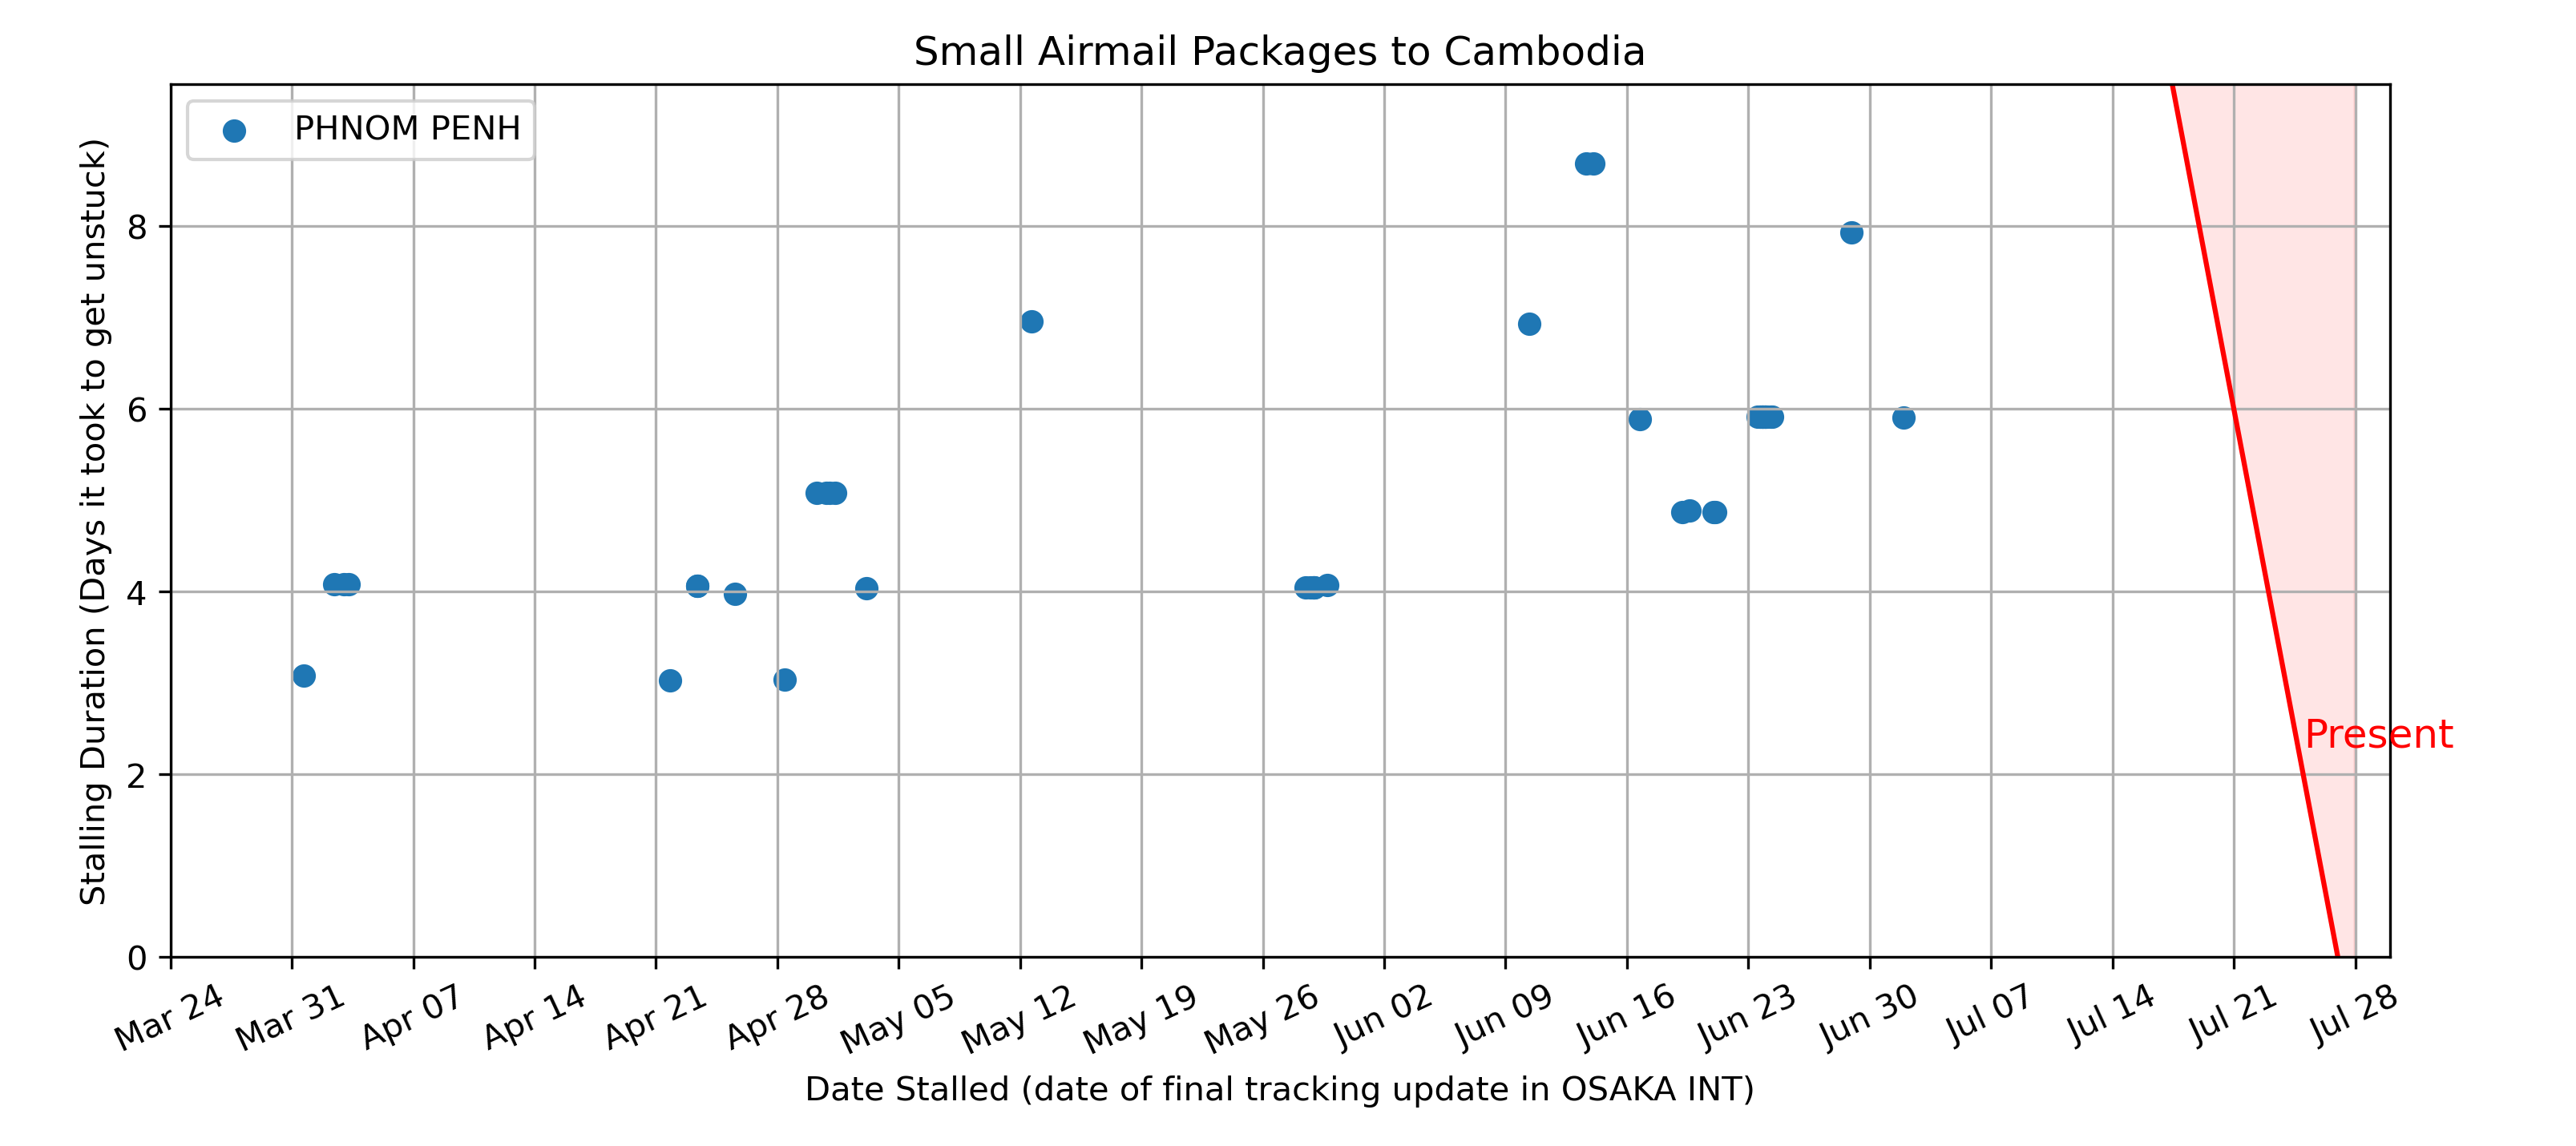 Small Airmail Packages to Cambodia
PHNOM PENH
Stalling Duration (Days it took to get unstuck)
8
6
4
2
0
Present
Mar 24
Mar 31
Apr 07
Apr 14
Apr 21
Apr 28
May 05
May 12
May 19
May 26
Jun 02
Jun 09
Jun 16
Jun 23
Jun 30
Jul 07
Jul 14
Jul 21
Jul 28
Date Stalled (date of final tracking update in OSAKA INT)